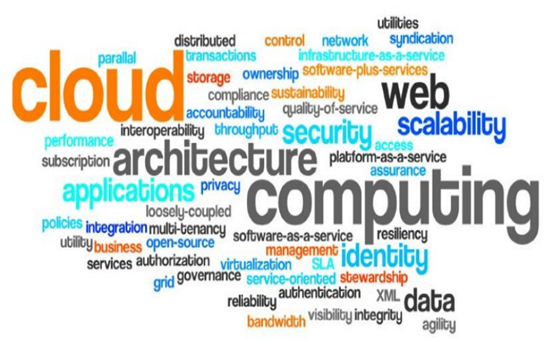 utilities
distributed control network syndication
parallal transactions infrastructure-as-a-service
cloud storage ownership software-plus-services
compliance sustainability web
accountability quality-of-service
interoperability throughput security scalability
performance access
subscription architecture platform-as-a-service
assurance
applications privacy computing
loosely-coupled
policies integration multi-tenancy resiliency
utility business open-source software-as-a-service
management identity
services authorization virtualization SLA
grid governance service-oriented stewardship
reliability authentication XML data
bandwidth visibility integrity
agility